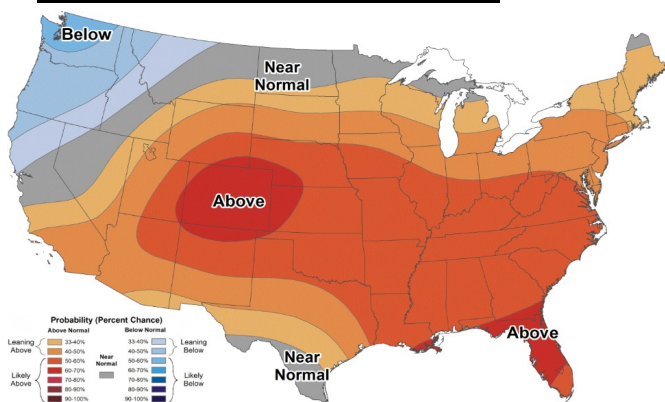 Below
Near
Normal
Above
Above
Near
Normal
Probability (Percent Chance)
Above Normal
Below Normal
Leaning
Above
33-40%
40-50%
Likely
Above
50-60%
60-70%
70-80%
80-90%
90-100%
Near
Normal
33-40%
40-50%
Leaning
Below
50-60%
60-70%
70-80%
80-90%
90-100%
Likely
Below